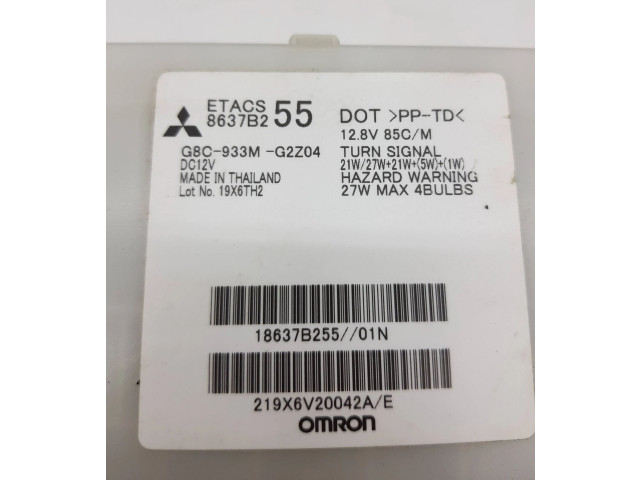 ETACS
8637B2 55
G8C-933M -G2Z04
DC12V
MADE IN THAILAND
Lot No. 19X6TH2
DOT >PP-TD<
12.8V 85C/M
TURN SIGNAL
21W/27W+21W+(5W)+(1W)
HAZARD WARNING
27W MAX 4BULBS
18637B255//01N
219X6V20042A/E
OMRON